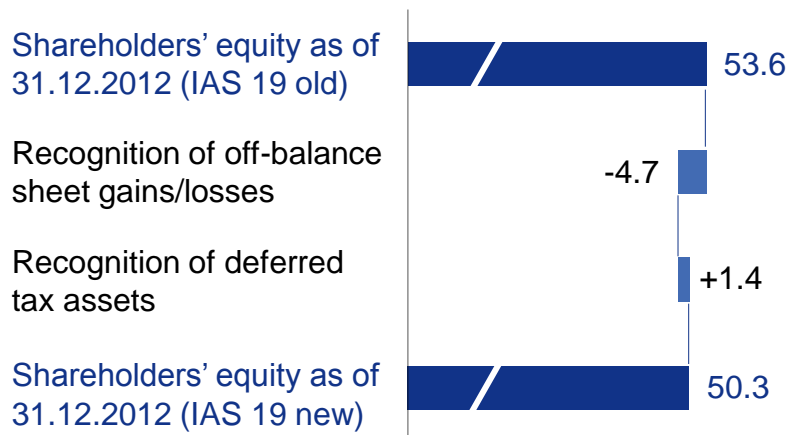 Shareholders’ equity as of
31.12.2012 (IAS 19 old)
53.6
Recognition of off-balance
sheet gains/losses
-4.7
Recognition of deferred
tax assets
+1.4
Shareholders’ equity as of
31.12.2012 (IAS 19 new)
50.3